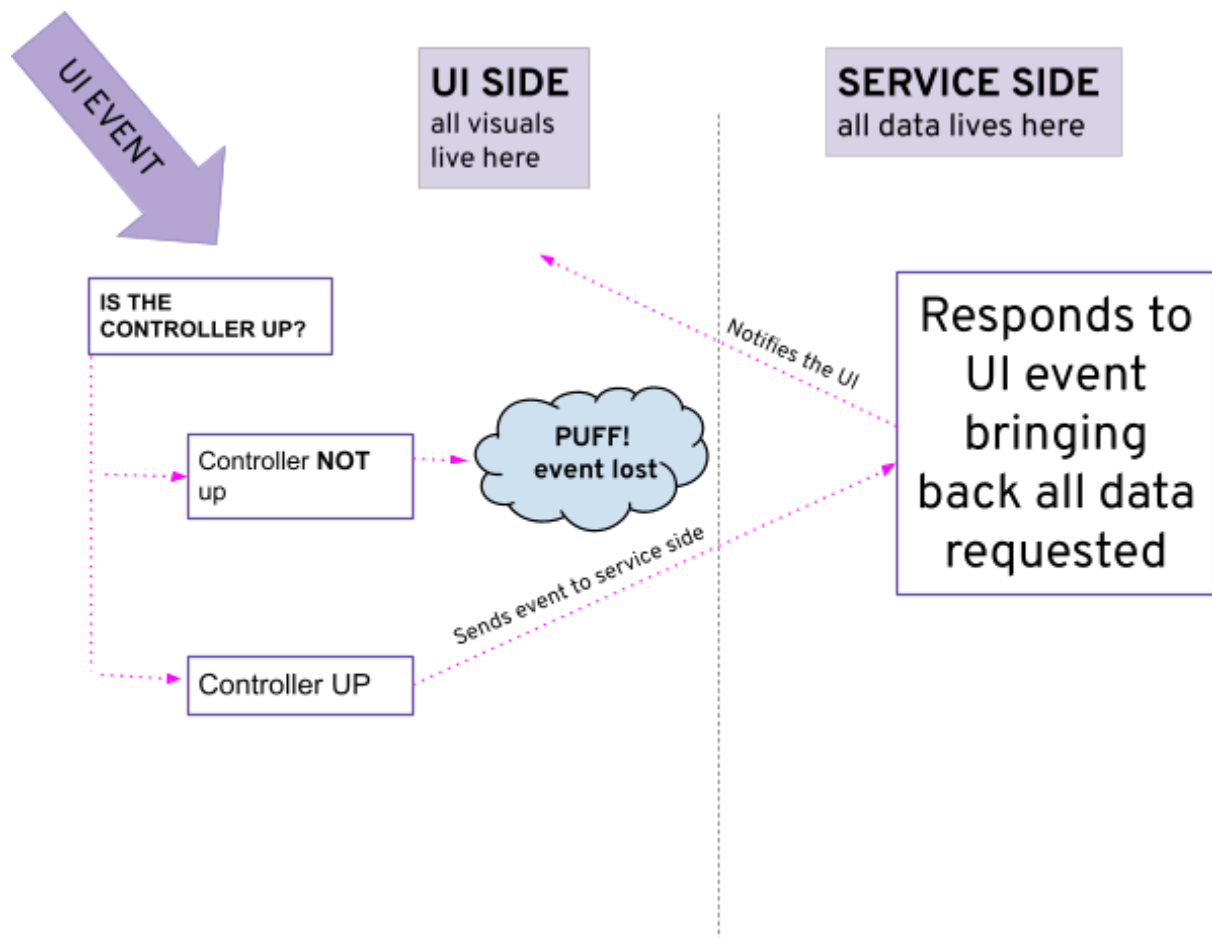 UI EVENT
UI SIDE
all visuals
live here
SERVICE SIDE
all data lives here
IS THE
CONTROLLER UP?
Notifies the UI
Responds to
UI event
bringing
back all data
requested
Controller NOT
up
PUFF!
event lost
Sends event to service side
Controller UP